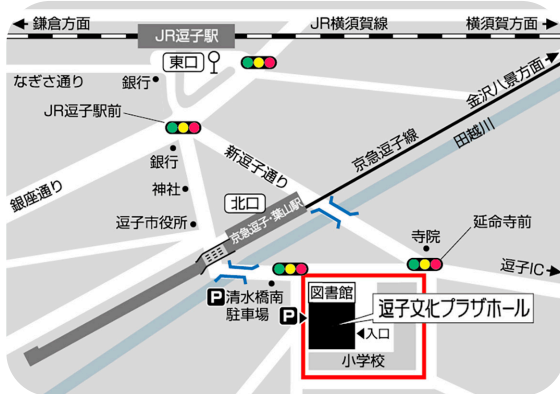 鎌倉方面
JR逗子駅
JR横須賀線
横須賀方面
東口
なぎさ通り
銀行
金沢八景方面
JR逗子駅前
京急逗子線
田越川
銀行
新逗子通り
銀座通り
神社
北口
逗子市役所
京急逗子・葉山駅
寺院
延命寺前
逗子IC
P 清水橋南
駐車場
図書館
P
逗子文化プラザホール
入口
小学校